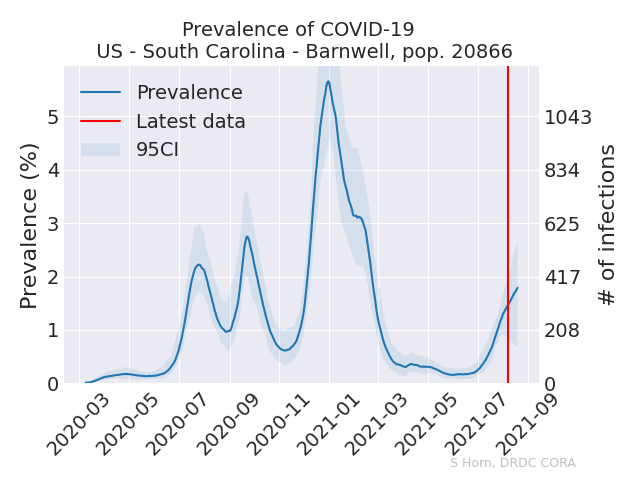 Prevalence of COVID-19
US - South Carolina - Barnwell, pop. 20866
Prevalence
Latest data
95CI
Prevalence (%)
5
4
3
2
1
0
1043
834
625
417
208
0
# of infections
2020-03
2020-05
2020-07
2020-09
2020-11
2021-01
2021-03
2021-05
2021-07
2021-09
S Horn, DRDC CORA